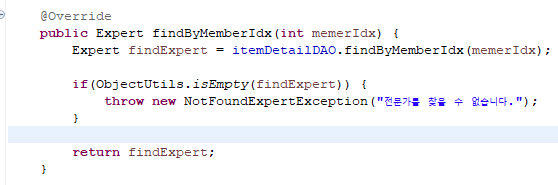 @Override
public Expert findByMemberIdx(int memerIdx) {
Expert findExpert = itemDetailDAO.findByMemberIdx(memerIdx);
if(ObjectUtils.isEmpty(findExpert)) {
throw new NotFoundExpertException("전문가를 찾을 수 없습니다.");
}
return findExpert;
}